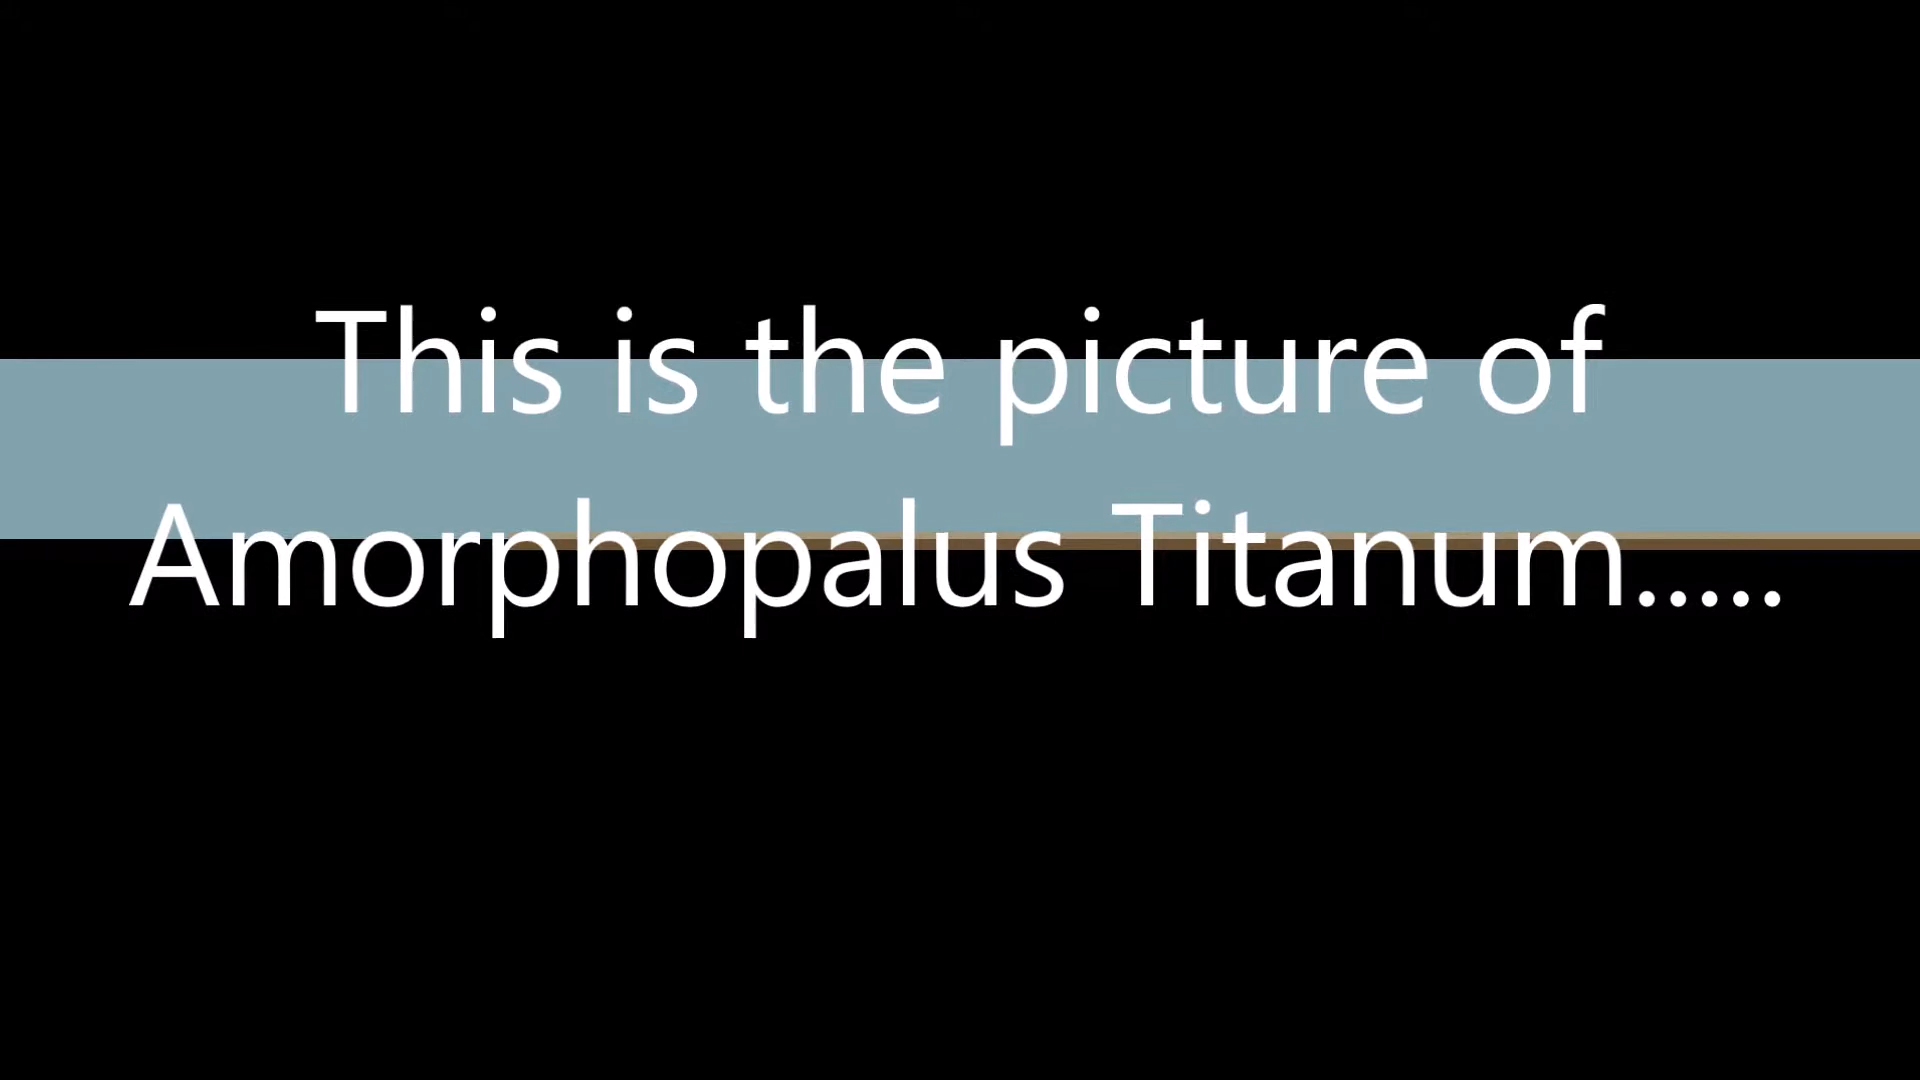 This is the picture of
Amorphopalus Titanum.....